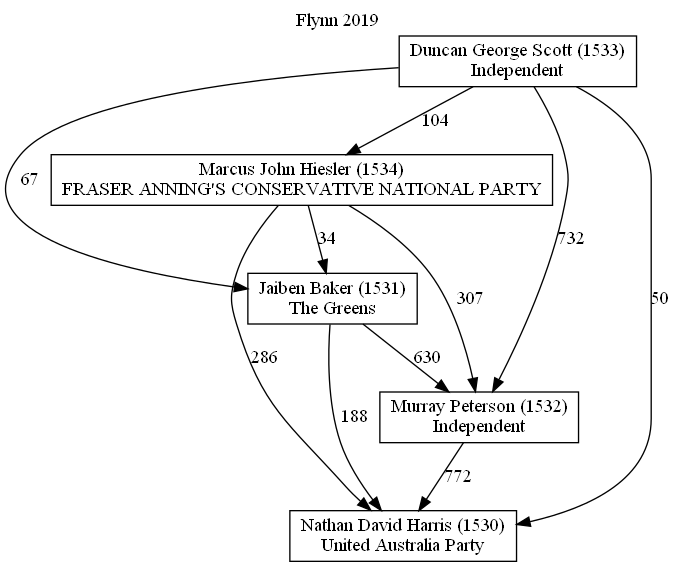 Flynn 2019
Duncan George Scott (1533)
Independent
104
67
Marcus John Hiesler (1534)
FRASER ANNING'S CONSERVATIVE NATIONAL PARTY
34
732
Jaiben Baker (1531)
The Greens
307
50
286
630
Murray Peterson (1532)
Independent
188
772
Nathan David Harris (1530)
United Australia Party